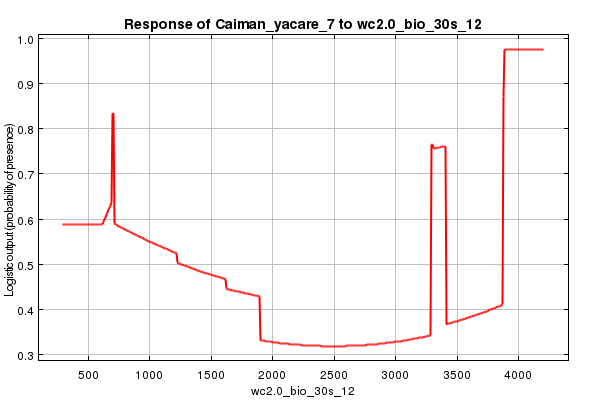 Response of Caiman_yacare_7 to wc2.0_bio_30s_12
Logistic output (probability of presence)
1.0
0.9
0.8
0.7
0.6
0.5
0.4
0.3
500 1000 1500 2000 2500 3000 3500 4000
wc2.0_bio_30s_12